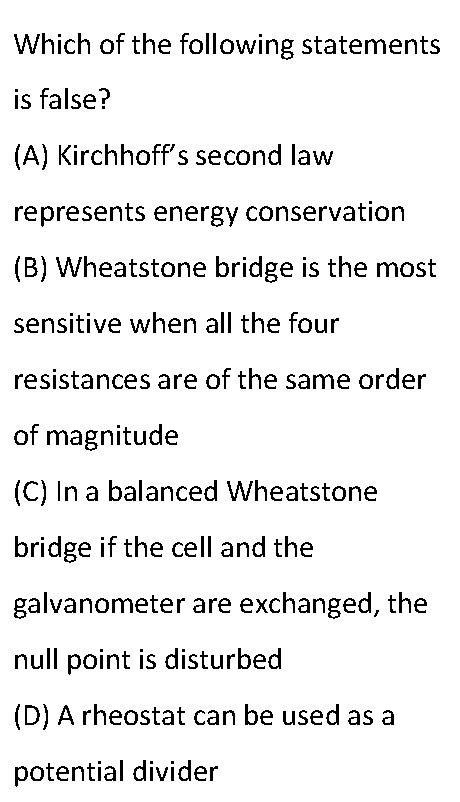 Which of the following statements
is false?
(A) Kirchhoff’s second law
represents energy conservation
(B) Wheatstone bridge is the most
sensitive when all the four
resistances are of the same order
of magnitude
(C) In a balanced Wheatstone
bridge if the cell and the
galvanometer are exchanged, the
null point is disturbed
(D) A rheostat can be used as a
potential divider